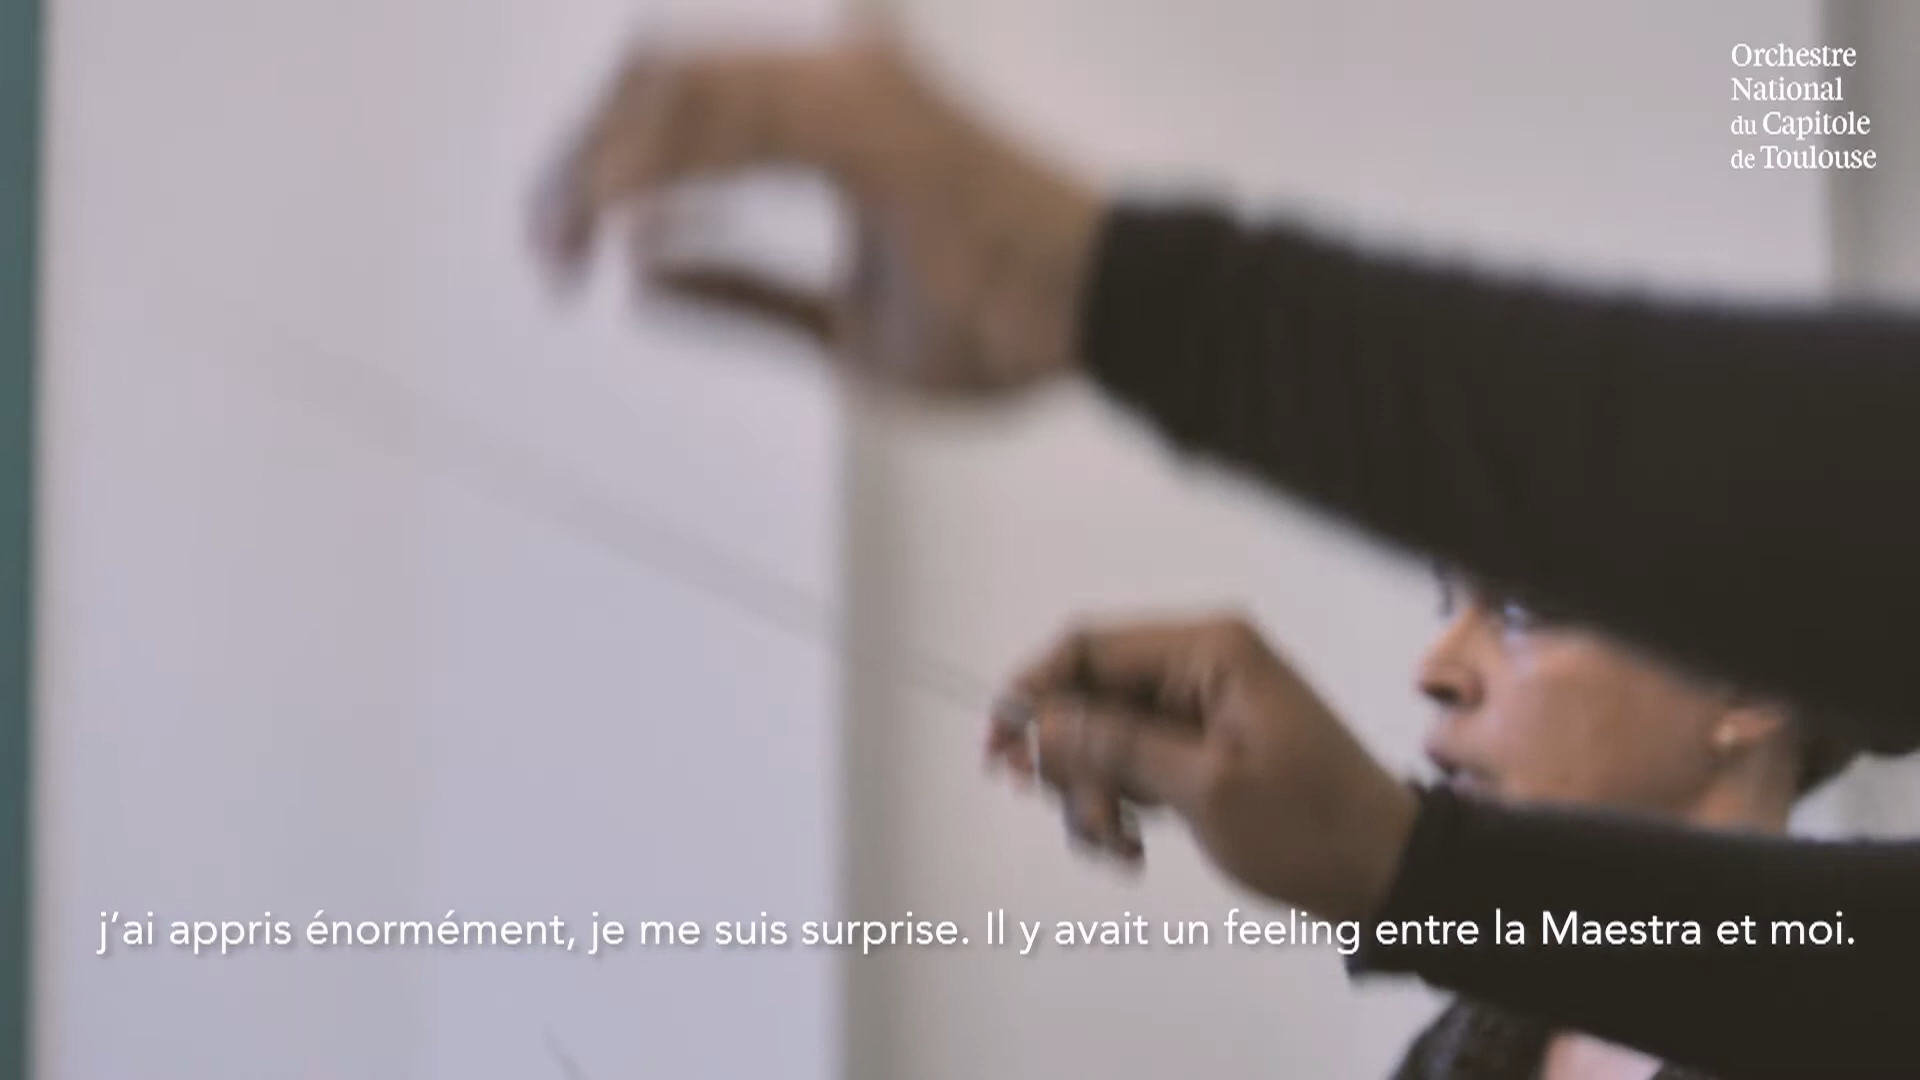 Orchestre
National
du Capitole
de Toulouse
j’ai appris énormément, je me suis surprise. Il y avait un feeling entre la Maestra et moi.